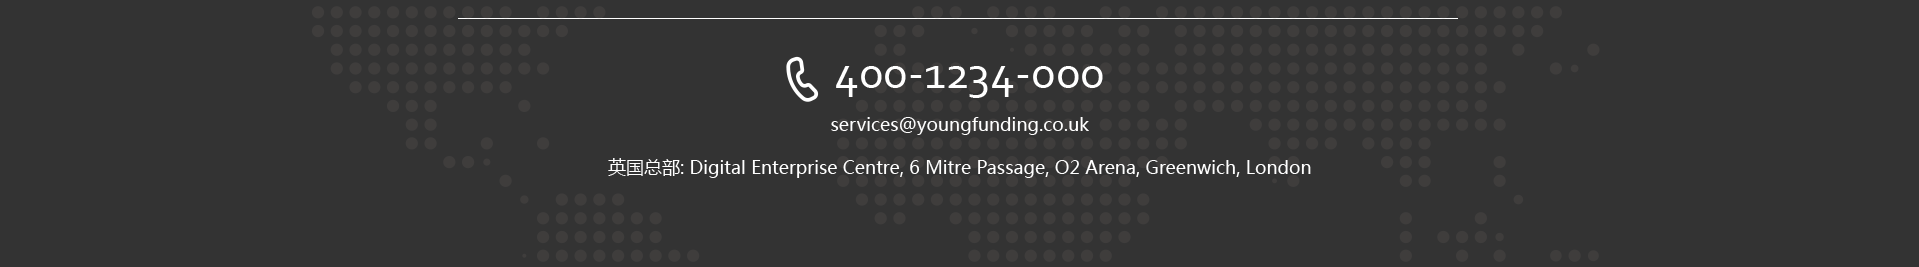 400-1234-000
services@youngfunding.co.uk
英国总部: Digital Enterprise Centre, 6 Mitre Passage, O2 Arena, Greenwich, London